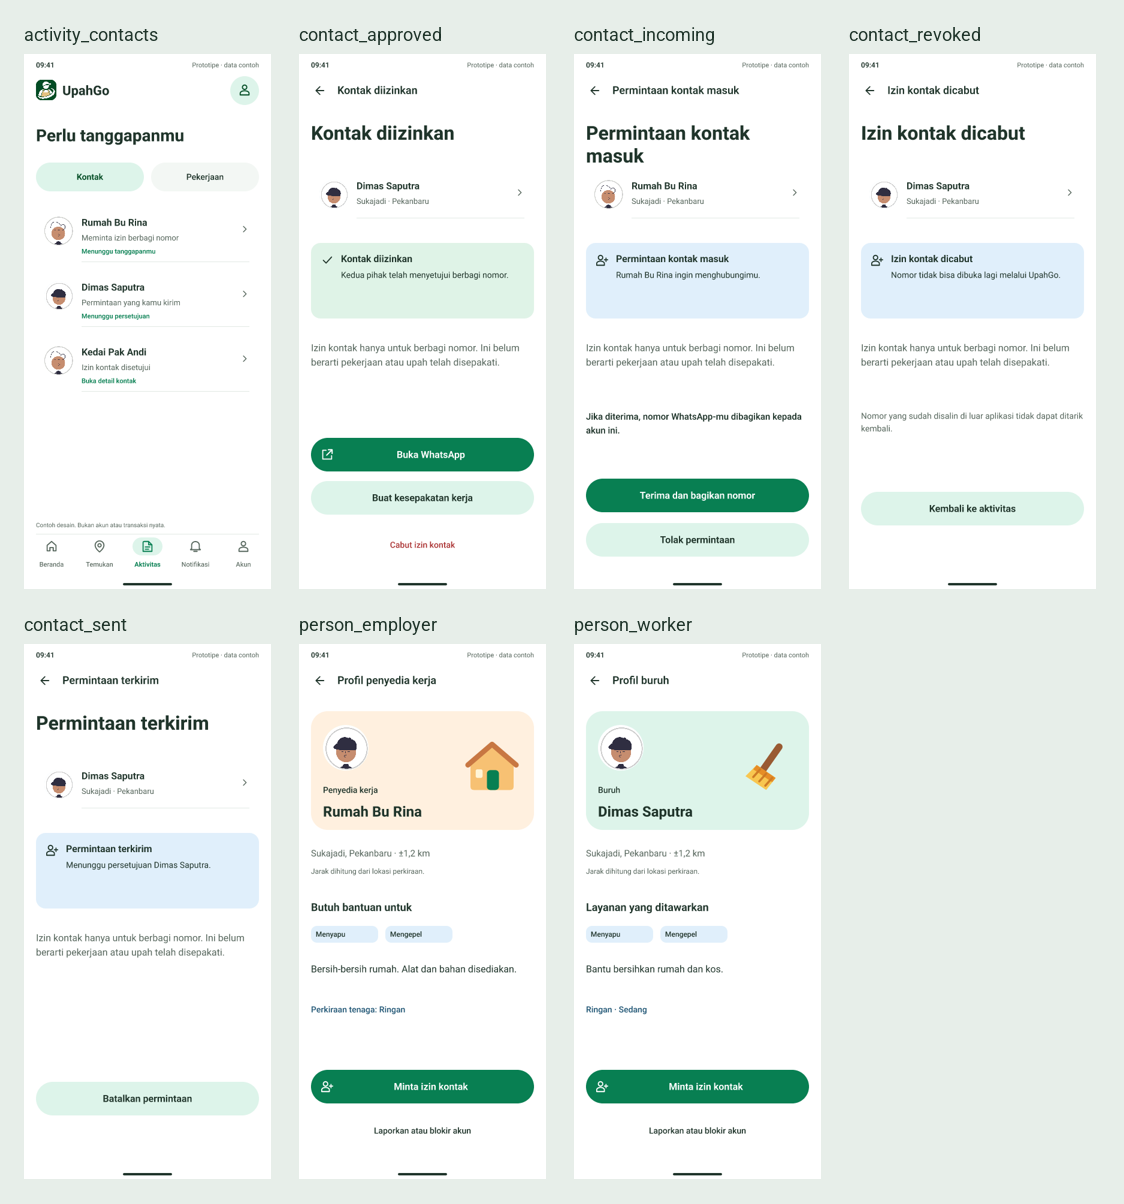 activity_contacts
09:41
Prototipe · data contoh
UpahGo
Perlu tanggapanmu
Kontak
Pekerjaan
Rumah Bu Rina
Meminta izin berbagi nomor
Menunggu tanggapanmu
Dimas Saputra
Permintaan yang kamu kirim
Menunggu persetujuan
Kedai Pak Andi
Izin kontak disetujui
Buka detail kontak
Contoh desain. Bukan akun atau transaksi nyata.
Beranda
Temukan
Aktivitas
Notifikasi
Akun
contact_approved
09:41
Prototipe · data contoh
Kontak diizinkan
Kontak diizinkan
Dimas Saputra
Sukajadi · Pekanbaru
Kontak diizinkan
Kedua pihak telah menyetujui berbagi nomor.
Izin kontak hanya untuk berbagi nomor. Ini belum
berarti pekerjaan atau upah telah disepakati.
Buka WhatsApp
Buat kesepakatan kerja
Cabut izin kontak
contact_incoming
09:41
Prototipe · data contoh
Permintaan kontak masuk
Permintaan kontak
masuk
Rumah Bu Rina
Sukajadi · Pekanbaru
Permintaan kontak masuk
Rumah Bu Rina ingin menghubungimu.
Izin kontak hanya untuk berbagi nomor. Ini belum
berarti pekerjaan atau upah telah disepakati.
Jika diterima, nomor WhatsApp-mu dibagikan kepada
akun ini.
Terima dan bagikan nomor
Tolak permintaan
contact_revoked
09:41
Prototipe · data contoh
Izin kontak dicabut
Izin kontak dicabut
Dimas Saputra
Sukajadi · Pekanbaru
Izin kontak dicabut
Nomor tidak bisa dibuka lagi melalui UpahGo.
Izin kontak hanya untuk berbagi nomor. Ini belum
berarti pekerjaan atau upah telah disepakati.
Nomor yang sudah disalin di luar aplikasi tidak dapat ditarik
kembali.
Kembali ke aktivitas
contact_sent
09:41
Prototipe · data contoh
Permintaan terkirim
Permintaan terkirim
Dimas Saputra
Sukajadi · Pekanbaru
Permintaan terkirim
Menunggu persetujuan Dimas Saputra.
Izin kontak hanya untuk berbagi nomor. Ini belum
berarti pekerjaan atau upah telah disepakati.
Batalkan permintaan
person_employer
09:41
Prototipe · data contoh
Profil penyedia kerja
Penyedia kerja
Rumah Bu Rina
Sukajadi, Pekanbaru · ±1,2 km
Jarak dihitung dari lokasi perkiraan.
Butuh bantuan untuk
Menyapu
Mengepel
Bersih-bersih rumah. Alat dan bahan disediakan.
Perkiraan tenaga: Ringan
Minta izin kontak
Laporkan atau blokir akun
person_worker
09:41
Prototipe · data contoh
Profil buruh
Buruh
Dimas Saputra
Sukajadi, Pekanbaru · ±1,2 km
Jarak dihitung dari lokasi perkiraan.
Layanan yang ditawarkan
Menyapu
Mengepel
Bantu bersihkan rumah dan kos.
Ringan · Sedang
Minta izin kontak
Laporkan atau blokir akun